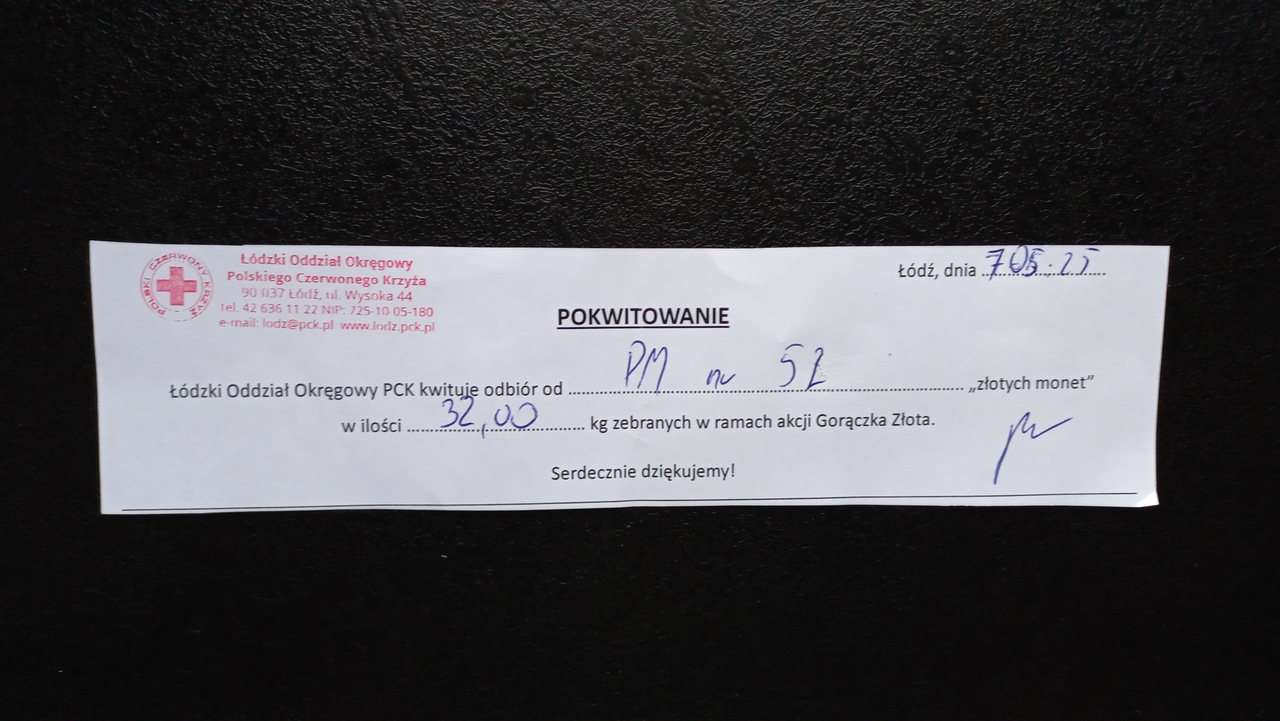 POLSKI CZERWONY KRZYŻ
Łódzki Oddział Okręgowy
Polskiego Czerwonego Krzyża
90-037 Łódź, ul. Wysoka 44
tel. 42 636 11 22 NIP: 725-10-05-180
e-mail: lodz@pck.pl www.lodz.pck.pl
Łódź, dnia 7.05.25
POKWITOWANIE
Łódzki Oddział Okręgowy PCK kwituje odbiór od PM nr 52 „złotych monet”
w ilości 32,00 kg zebranych w ramach akcji Gorączka Złota.
Serdecznie dziękujemy!